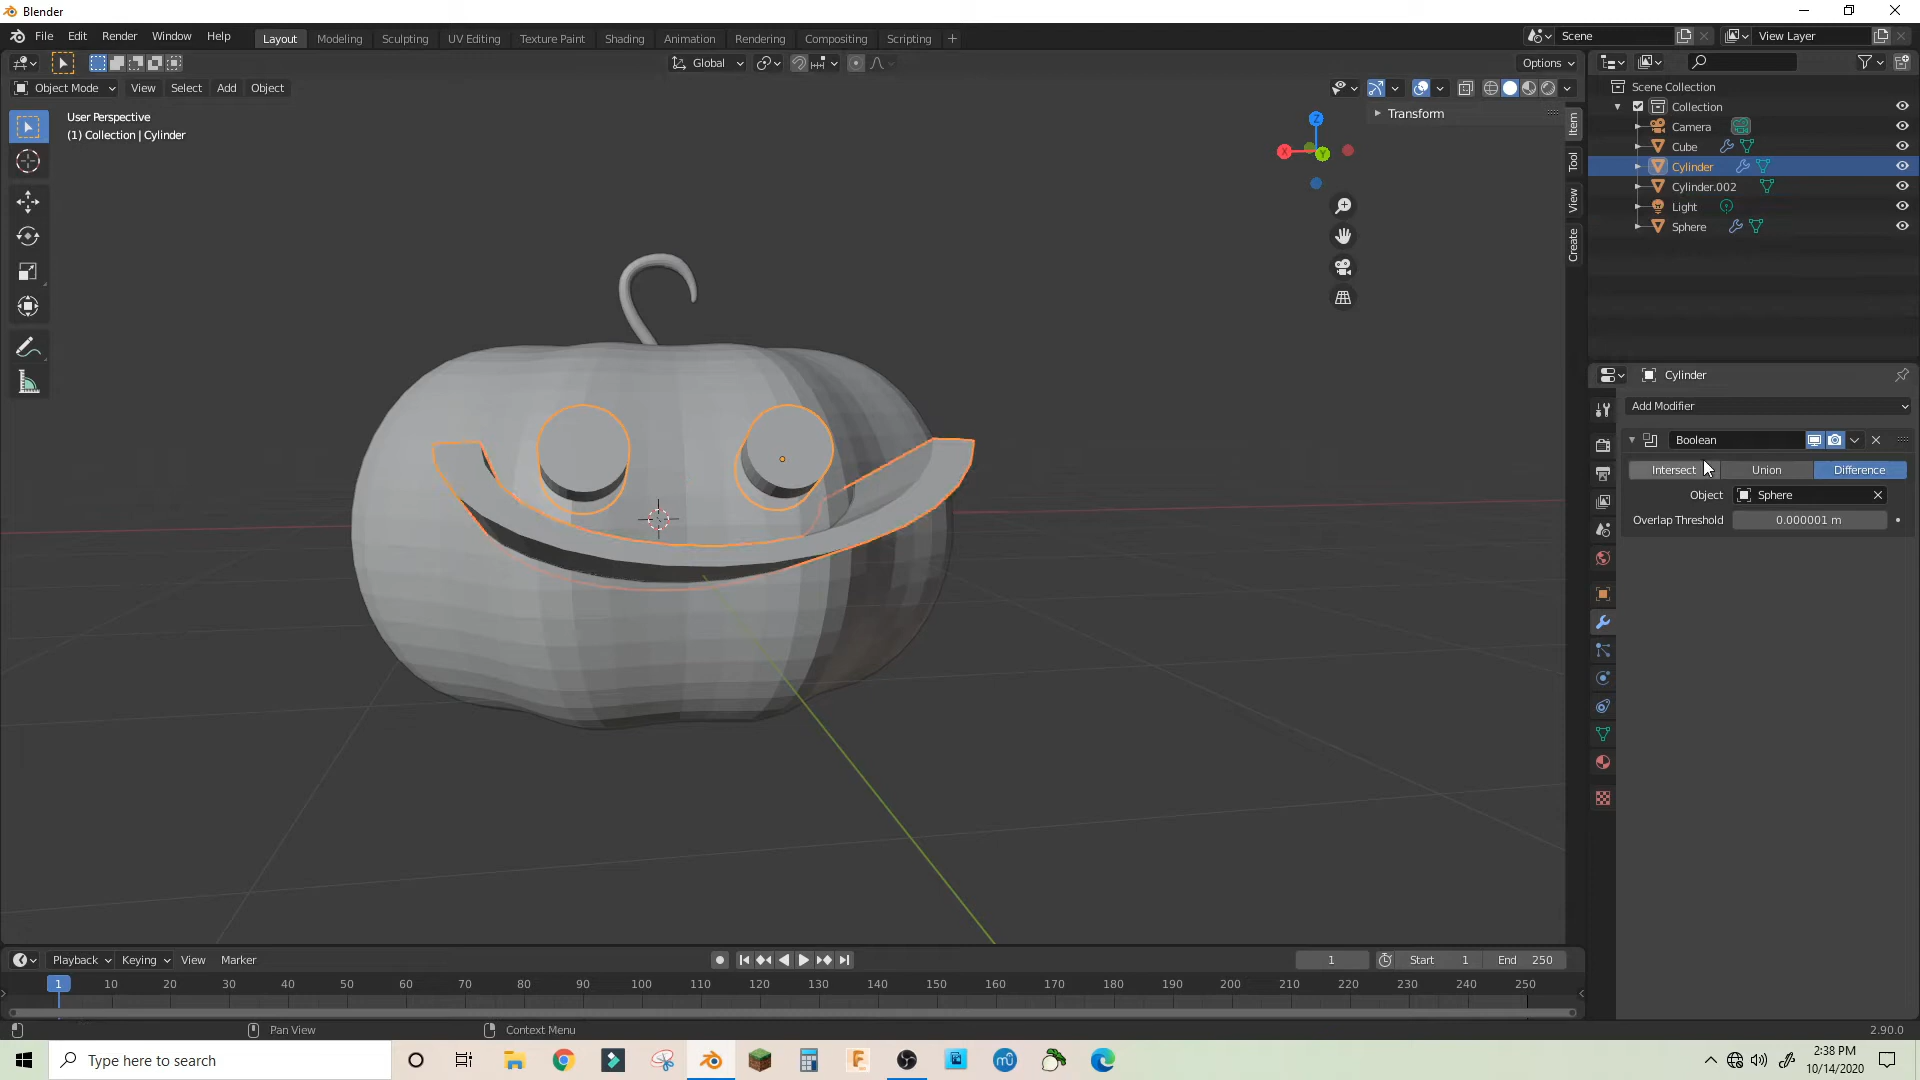 Blender
File Edit Render Window Help
Layout Modeling Sculpting UV Editing Texture Paint Shading Animation Rendering Compositing Scripting +
Scene View Layer
Global Options
Object Mode View Select Add Object
User Perspective
(1) Collection | Cylinder
Transform
Item
Tool
View
Create
Z
X
Y
Scene Collection
Collection
Camera
Cube
Cylinder
Cylinder.002
Light
Sphere
Cylinder
Add Modifier
Boolean
Intersect Union Difference
Object Sphere
Overlap Threshold 0.000001 m
Playback Keying View Marker
1 Start 1 End 250
1 10 20 30 40 50 60 70 80 90 100 110 120 130 140 150 160 170 180 190 200 210 220 230 240 250
Pan View Context Menu 2.90.0
Type here to search
2:38 PM
10/14/2020